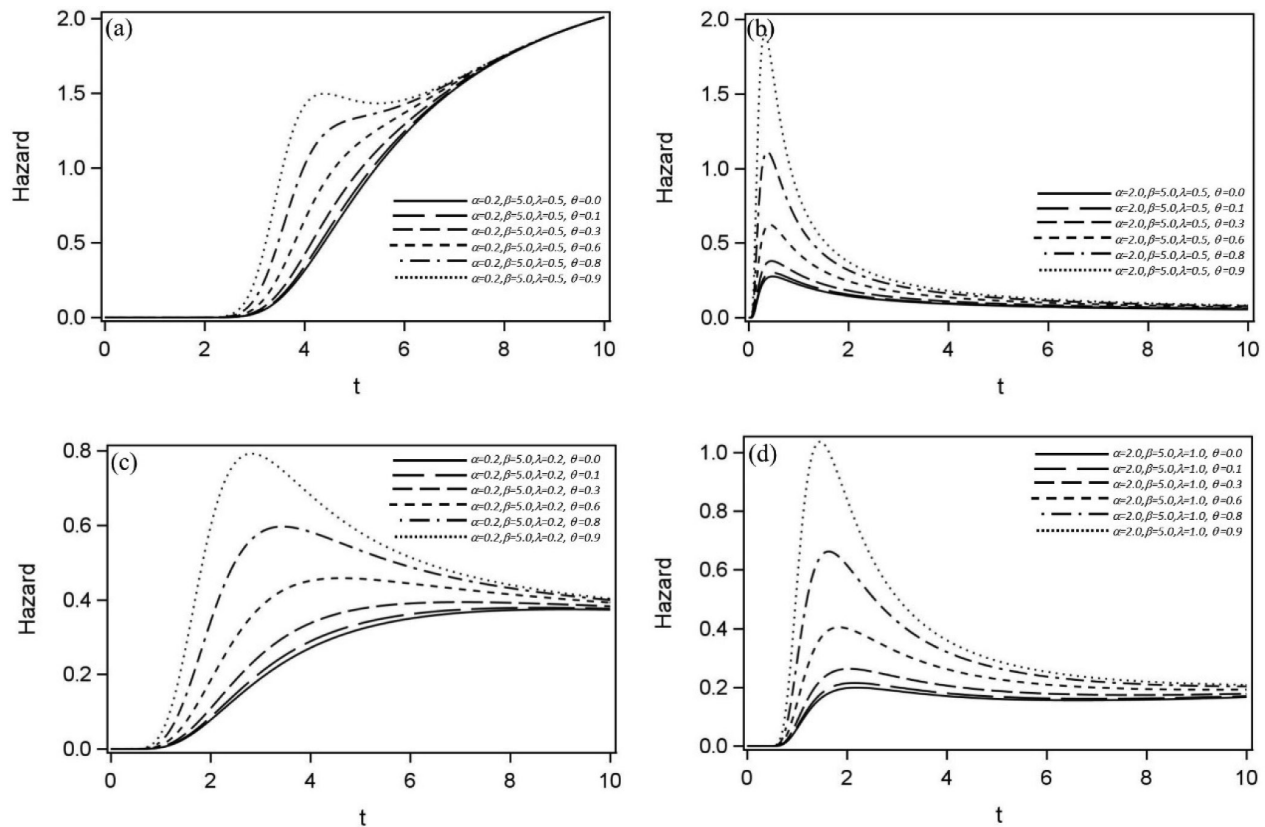 (a)
2.0
1.5
1.0
0.5
0.0
Hazard
α=0.2,β=5.0,λ=0.5, θ=0.0
α=0.2,β=5.0,λ=0.5, θ=0.1
α=0.2,β=5.0,λ=0.5, θ=0.3
α=0.2,β=5.0,λ=0.5, θ=0.6
α=0.2,β=5.0,λ=0.5, θ=0.8
α=0.2,β=5.0,λ=0.5, θ=0.9
0 2 4 6 8 10
t
(b)
2.0
1.5
1.0
0.5
0.0
Hazard
α=2.0,β=5.0,λ=0.5, θ=0.0
α=2.0,β=5.0,λ=0.5, θ=0.1
α=2.0,β=5.0,λ=0.5, θ=0.3
α=2.0,β=5.0,λ=0.5, θ=0.6
α=2.0,β=5.0,λ=0.5, θ=0.8
α=2.0,β=5.0,λ=0.5, θ=0.9
0 2 4 6 8 10
t
(c)
0.8
0.6
0.4
0.2
0.0
Hazard
α=0.2,β=5.0,λ=0.2, θ=0.0
α=0.2,β=5.0,λ=0.2, θ=0.1
α=0.2,β=5.0,λ=0.2, θ=0.3
α=0.2,β=5.0,λ=0.2, θ=0.6
α=0.2,β=5.0,λ=0.2, θ=0.8
α=0.2,β=5.0,λ=0.2, θ=0.9
0 2 4 6 8 10
t
(d)
1.0
0.8
0.6
0.4
0.2
0.0
Hazard
α=2.0,β=5.0,λ=1.0, θ=0.0
α=2.0,β=5.0,λ=1.0, θ=0.1
α=2.0,β=5.0,λ=1.0, θ=0.3
α=2.0,β=5.0,λ=1.0, θ=0.6
α=2.0,β=5.0,λ=1.0, θ=0.8
α=2.0,β=5.0,λ=1.0, θ=0.9
0 2 4 6 8 10
t